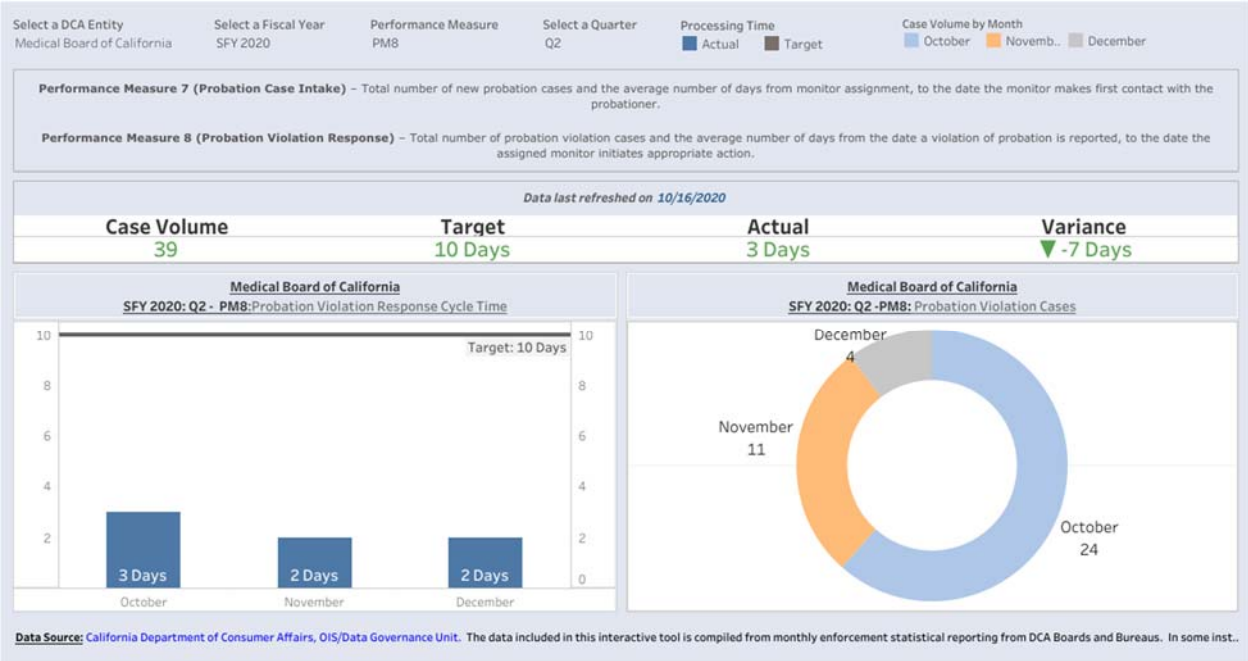 Select a DCA Entity Select a Fiscal Year Performance Measure Select a Quarter Processing Time Case Volume by Month
Medical Board of California SFY 2020 PM8 Q2 Actual Target October Novemb.. December
Performance Measure 7 (Probation Case Intake) – Total number of new probation cases and the average number of days from monitor assignment, to the date the monitor makes first contact with the
probationer.
Performance Measure 8 (Probation Violation Response) – Total number of probation violation cases and the average number of days from the date a violation of probation is reported, to the date the
assigned monitor initiates appropriate action.
Data last refreshed on 10/16/2020
Case Volume Target Actual Variance
39 10 Days 3 Days ▼ -7 Days
Medical Board of California
SFY 2020: Q2 - PM8:Probation Violation Response Cycle Time
10 10
Target: 10 Days
8 8
6 6
4 4
2 2
0
3 Days 2 Days 2 Days
October November December
Medical Board of California
SFY 2020: Q2 -PM8: Probation Violation Cases
December
4
November
11
October
24
Data Source: California Department of Consumer Affairs, OIS/Data Governance Unit. The data included in this interactive tool is compiled from monthly enforcement statistical reporting from DCA Boards and Bureaus. In some inst..